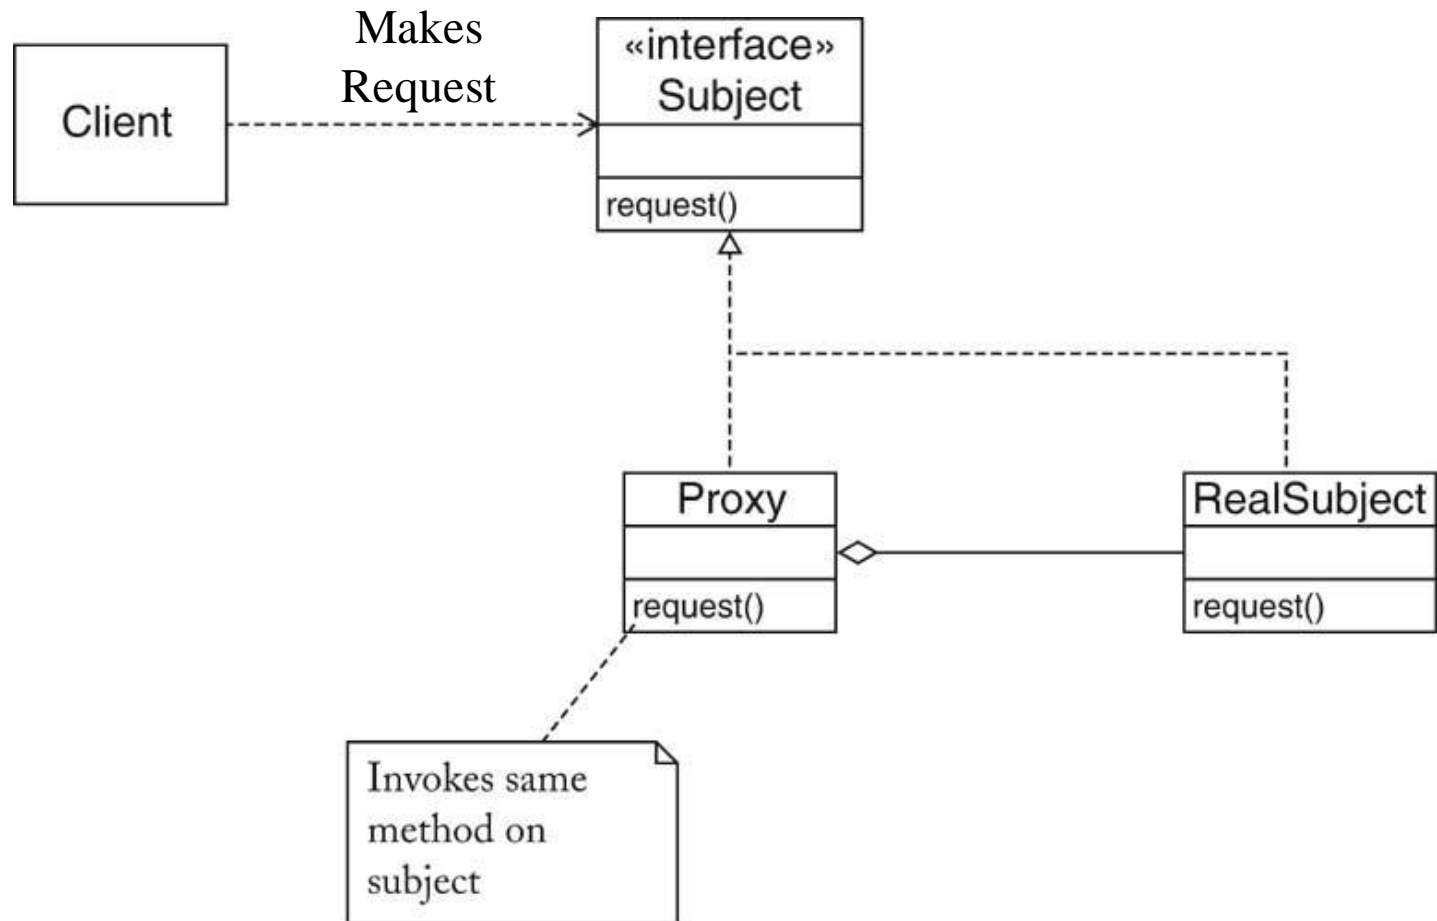 Makes
Request
Client
«interface»
Subject
request()
Proxy
request()
RealSubject
request()
Invokes same
method on
subject